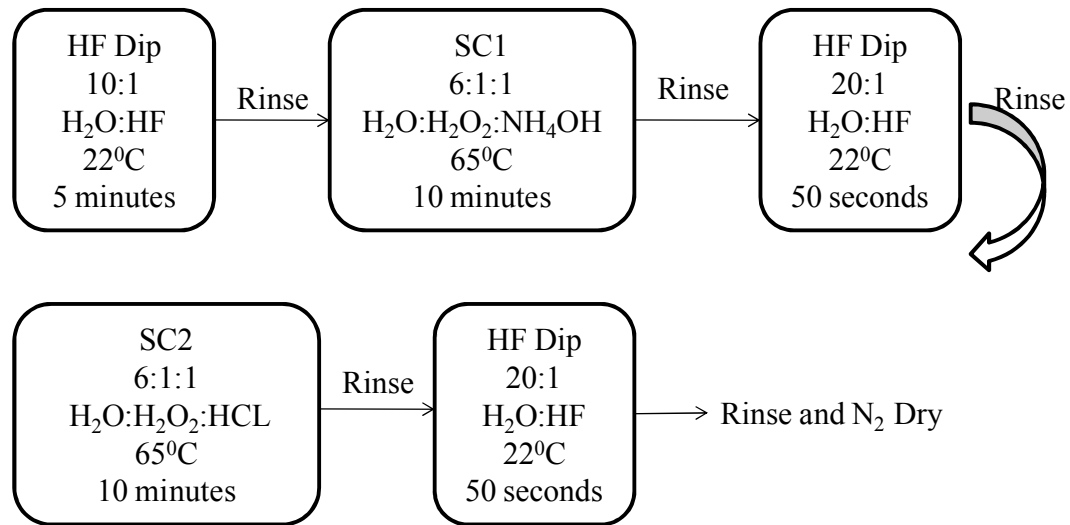 HF Dip
10:1
H₂O:HF
22⁰C
5 minutes
Rinse
SC1
6:1:1
H₂O:H₂O₂:NH₄OH
65⁰C
10 minutes
Rinse
HF Dip
20:1
H₂O:HF
22⁰C
50 seconds
Rinse
SC2
6:1:1
H₂O:H₂O₂:HCL
65⁰C
10 minutes
Rinse
HF Dip
20:1
H₂O:HF
22⁰C
50 seconds
Rinse and N₂ Dry